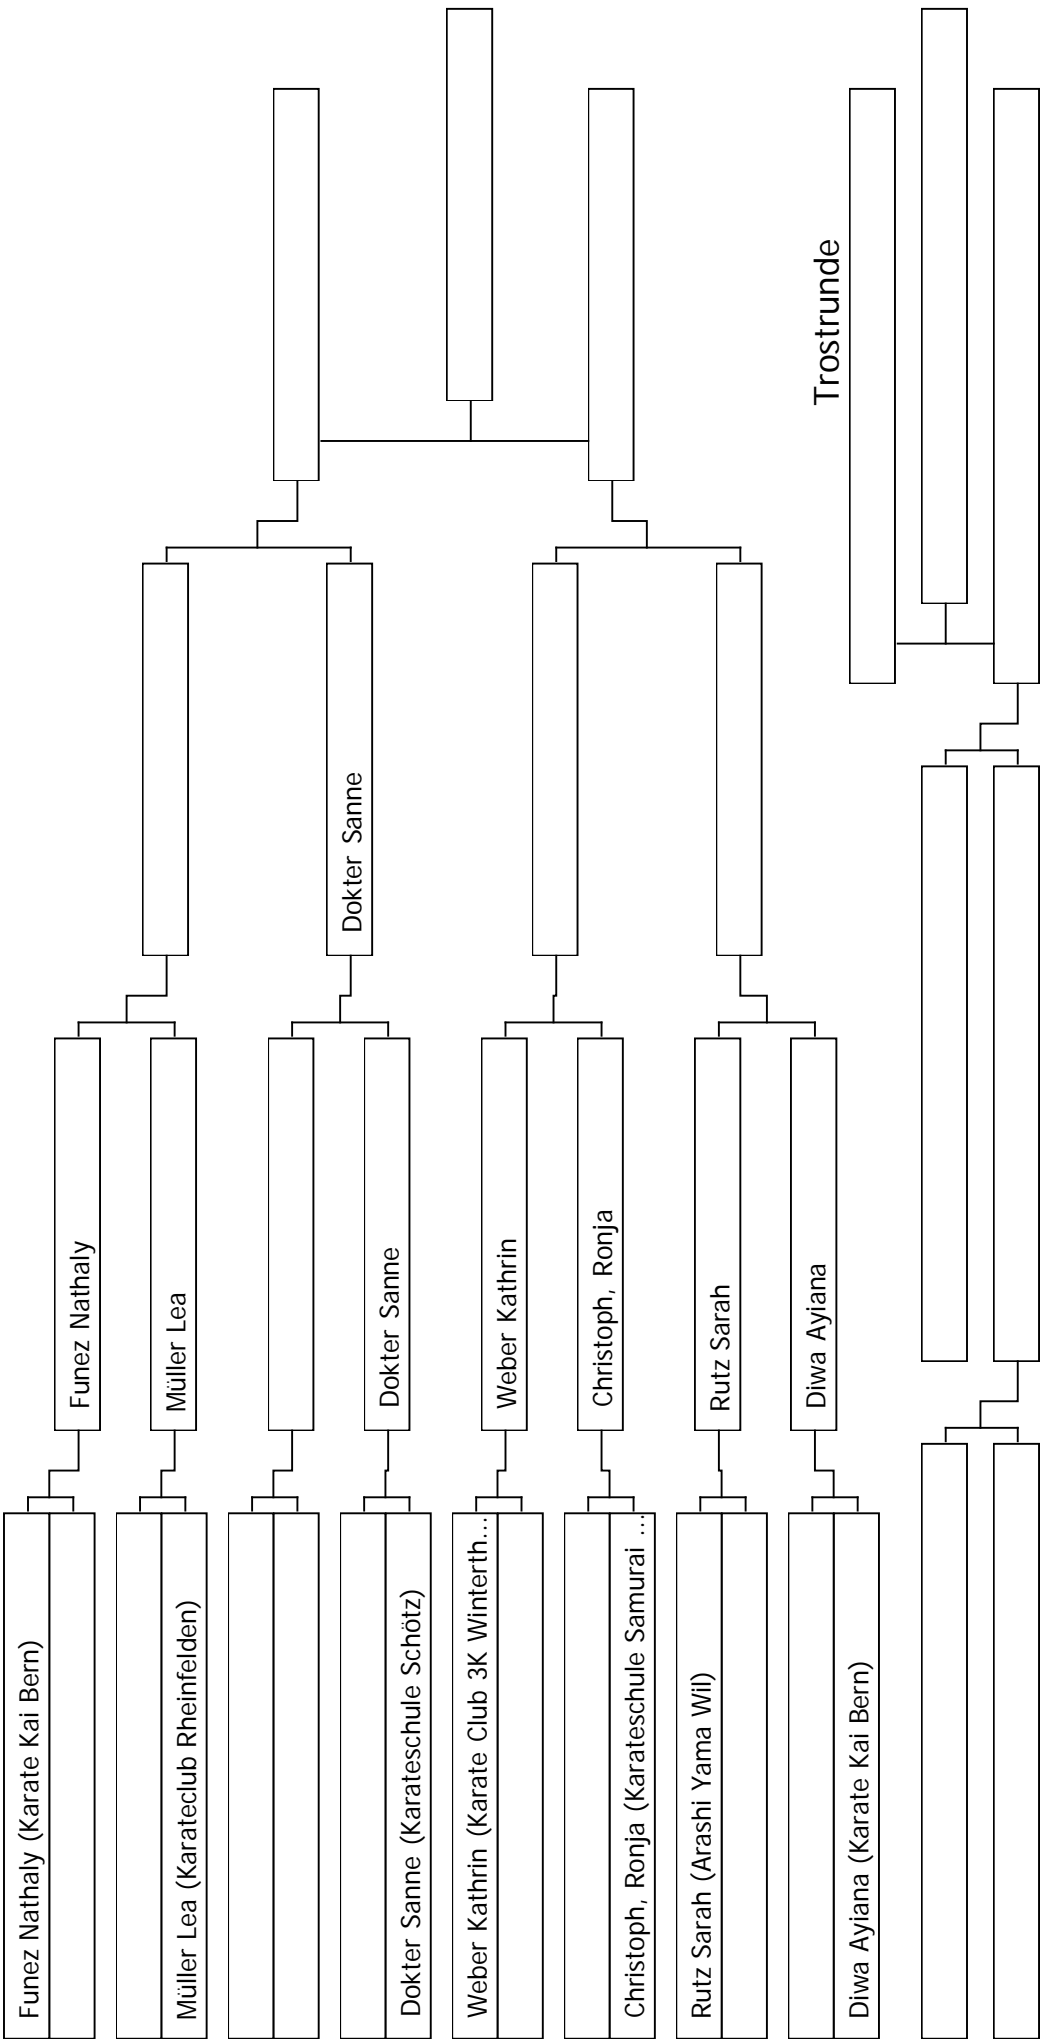 Funez Nathaly (Karate Kai Bern)
Müller Lea (Karateclub Rheinfelden)
Dokter Sanne (Karateschule Schötz)
Weber Kathrin (Karate Club 3K Winterth...
Christoph, Ronja (Karateschule Samurai ...
Rutz Sarah (Arashi Yama Wil)
Diwa Ayiana (Karate Kai Bern)
Funez Nathaly
Müller Lea
Dokter Sanne
Weber Kathrin
Christoph, Ronja
Rutz Sarah
Diwa Ayiana
Dokter Sanne
Trostrunde